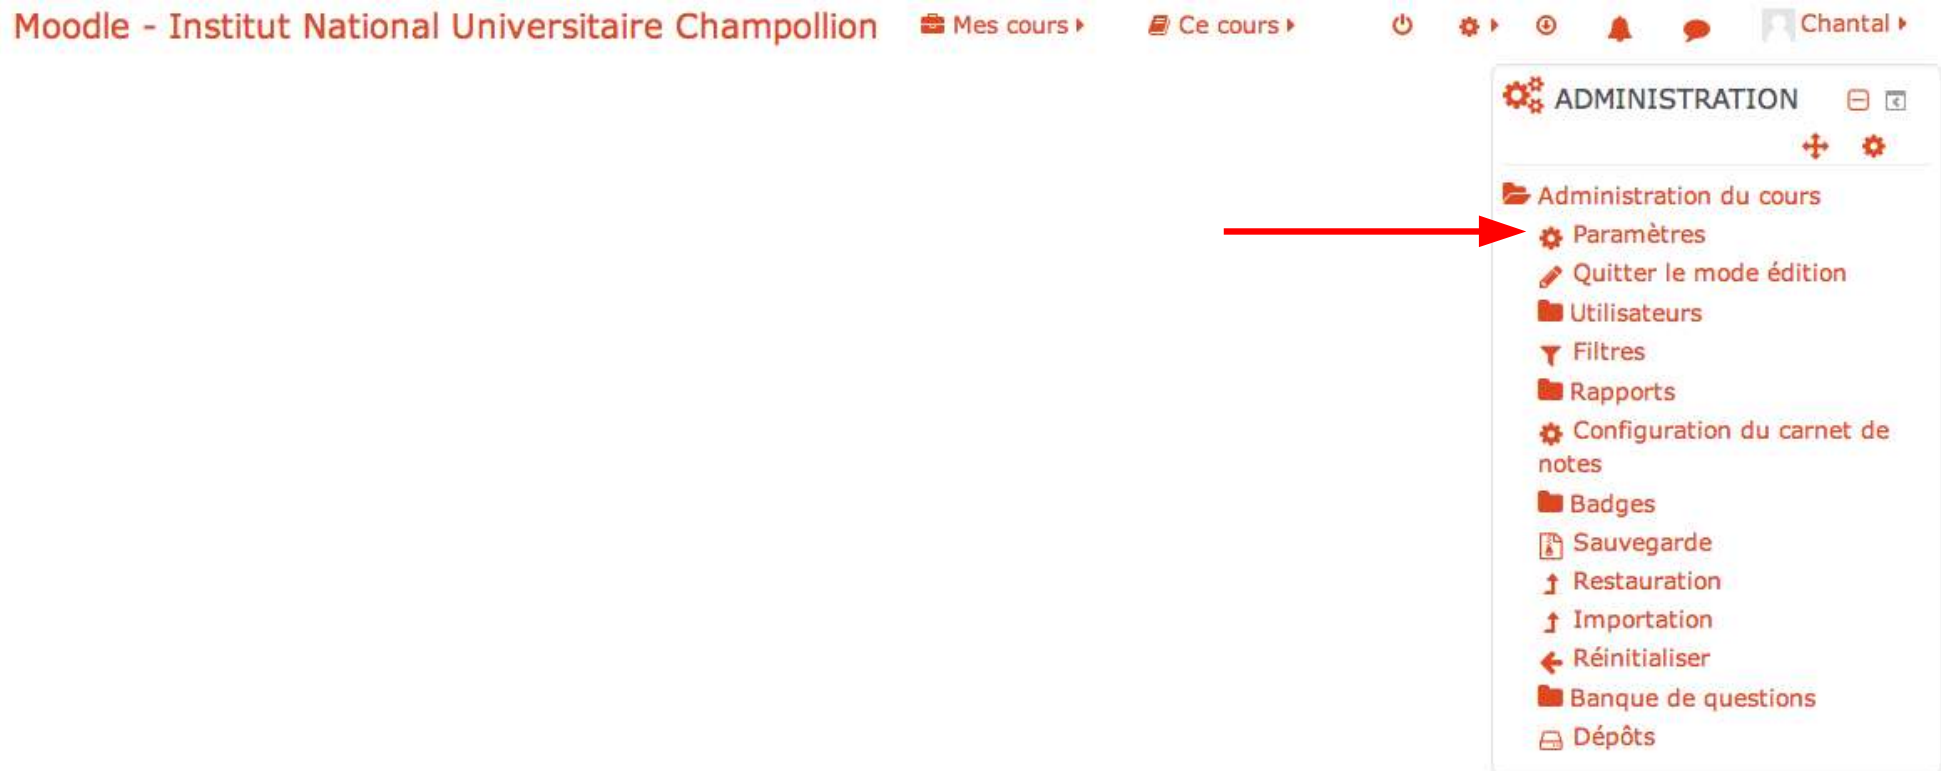 Moodle - Institut National Universitaire Champollion Mes cours Ce cours Chantal
ADMINISTRATION
Administration du cours
Paramètres
Quitter le mode édition
Utilisateurs
Filtres
Rapports
Configuration du carnet de
notes
Badges
Sauvegarde
Restauration
Importation
Réinitialiser
Banque de questions
Dépôts